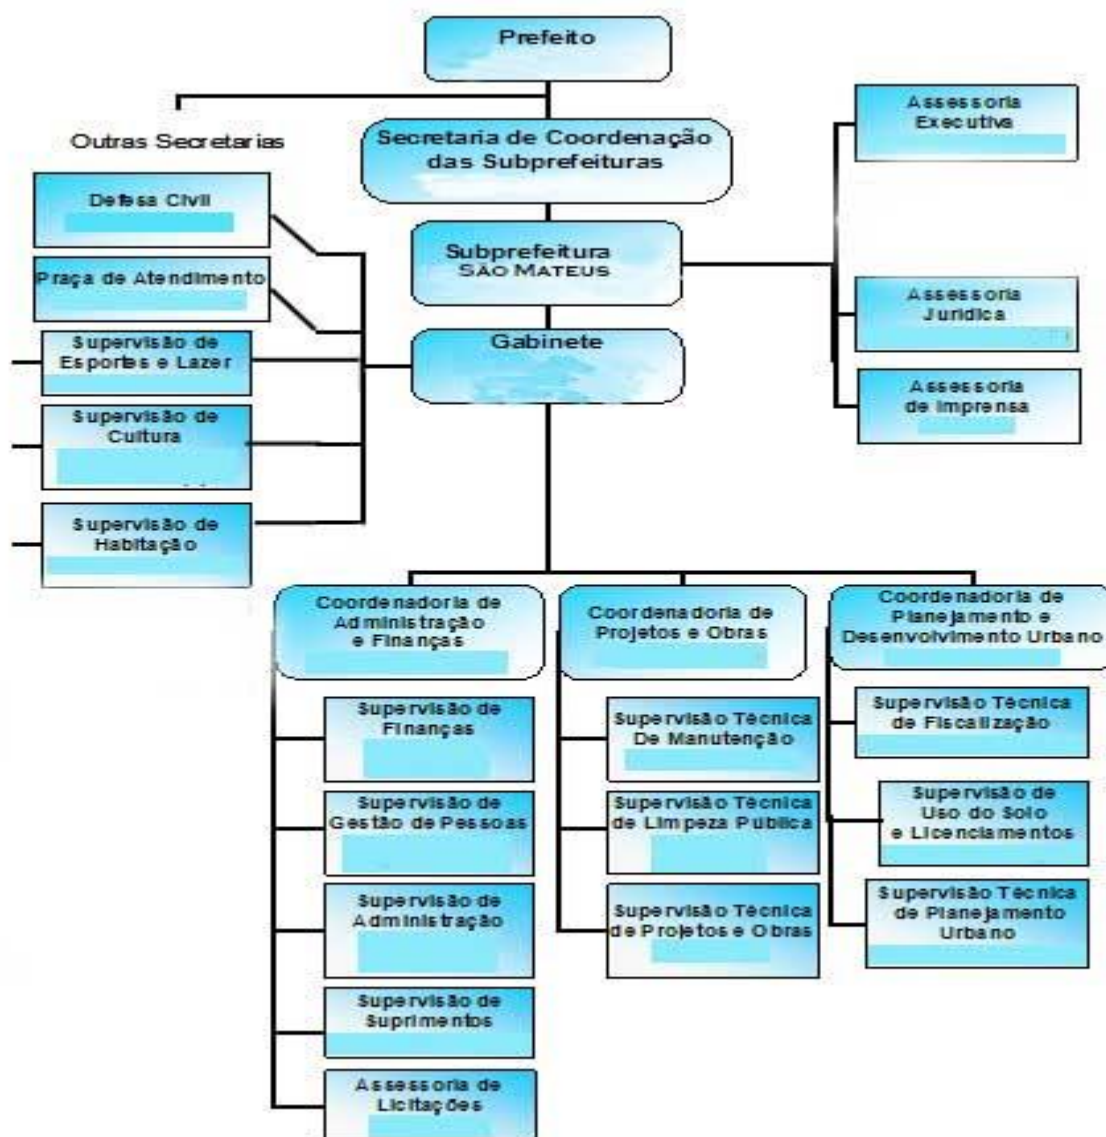 Prefeito
Outras Secretarias
Secretaria de Coordenação
das Subprefeituras
Assessoria
Executiva
Defesa Civil
Subprefeitura
SÃO MATEUS
Praça de Atendimento
Assessoria
Jurídica
Supervisão de
Esportes e Lazer
Gabinete
Assessoria
de Imprensa
Supervisão de
Cultura
Supervisão de
Habitação
Coordenadoria de
Administração
e Finanças
Coordenadoria de
Projetos e Obras
Coordenadoria de
Planejamento e
Desenvolvimento Urbano
Supervisão de
Finanças
Supervisão de
Gestão de Pessoas
Supervisão de
Administração
Supervisão de
Suprimentos
Assessoria de
Licitações
Supervisão Técnica
De Manutenção
Supervisão Técnica
de Limpeza Pública
Supervisão Técnica
de Projetos e Obras
Supervisão Técnica
de Fiscalização
Supervisão de
Uso do Solo
e Licenciamentos
Supervisão Técnica
de Planejamento
Urbano